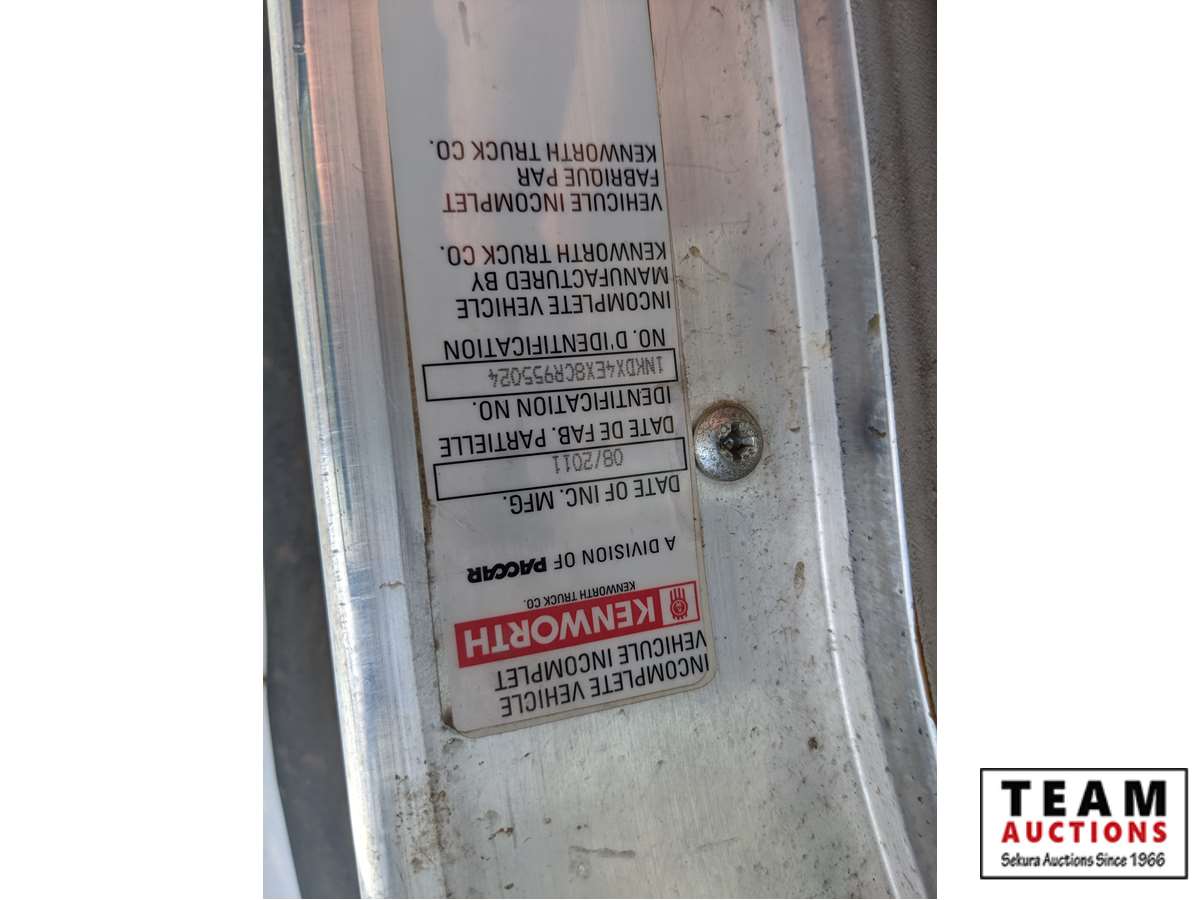 INCOMPLETE VEHICLE
VEHICULE INCOMPLET
KENWORTH
KENWORTH TRUCK CO.
A DIVISION OF PACCAR
DATE OF INC. MFG.
08/2011
DATE DE FAB. PARTIELLE
IDENTIFICATION NO.
1NKDX4EX8CR955024
NO. D'IDENTIFICATION
INCOMPLETE VEHICLE
MANUFACTURED BY
KENWORTH TRUCK CO.
VEHICULE INCOMPLET
FABRIQUE PAR
KENWORTH TRUCK CO.
TEAM
AUCTIONS
Sekura Auctions Since 1966